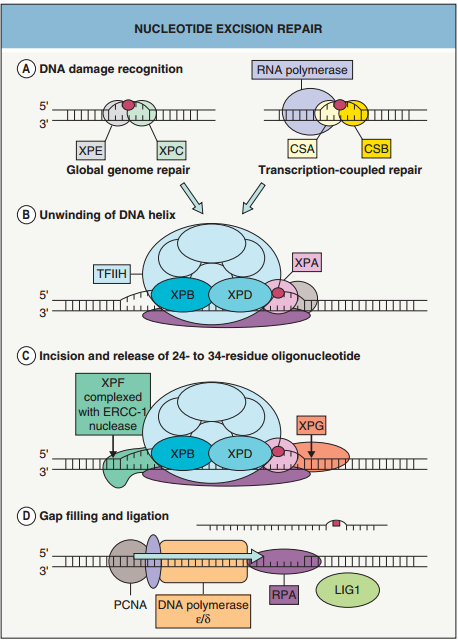 NUCLEOTIDE EXCISION REPAIR
A DNA damage recognition
RNA polymerase
5'
3'
5'
3'
XPE
XPC
CSA
CSB
Global genome repair
Transcription-coupled repair
B Unwinding of DNA helix
TFIIH
XPA
XPB
XPD
5'
3'
C Incision and release of 24- to 34-residue oligonucleotide
XPF
complexed
with ERCC-1
nuclease
XPG
XPB
XPD
5'
3'
D Gap filling and ligation
5'
3'
PCNA
DNA polymerase
ε/δ
RPA
LIG1